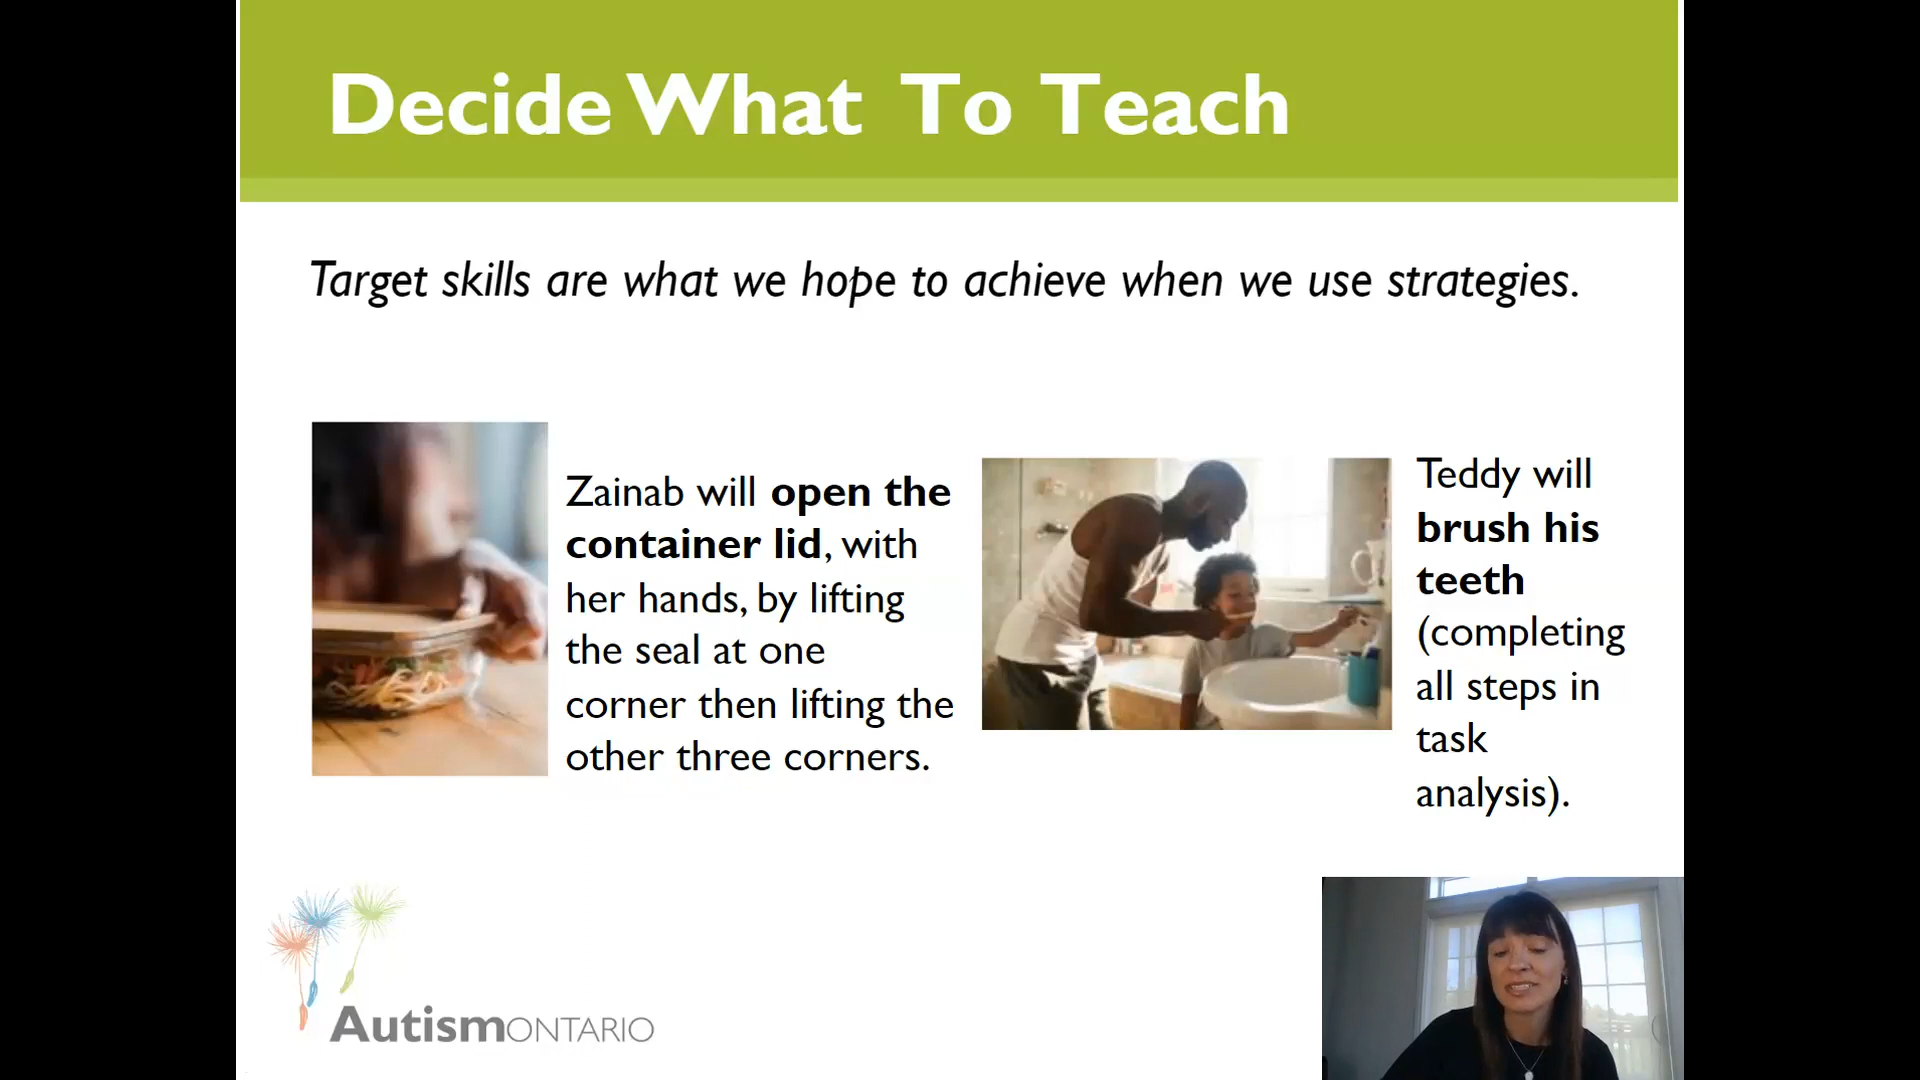 Decide What To Teach
Target skills are what we hope to achieve when we use strategies.
Zainab will open the
container lid, with
her hands, by lifting
the seal at one
corner then lifting the
other three corners.
Teddy will
brush his
teeth
(completing
all steps in
task
analysis).
AutismONTARIO